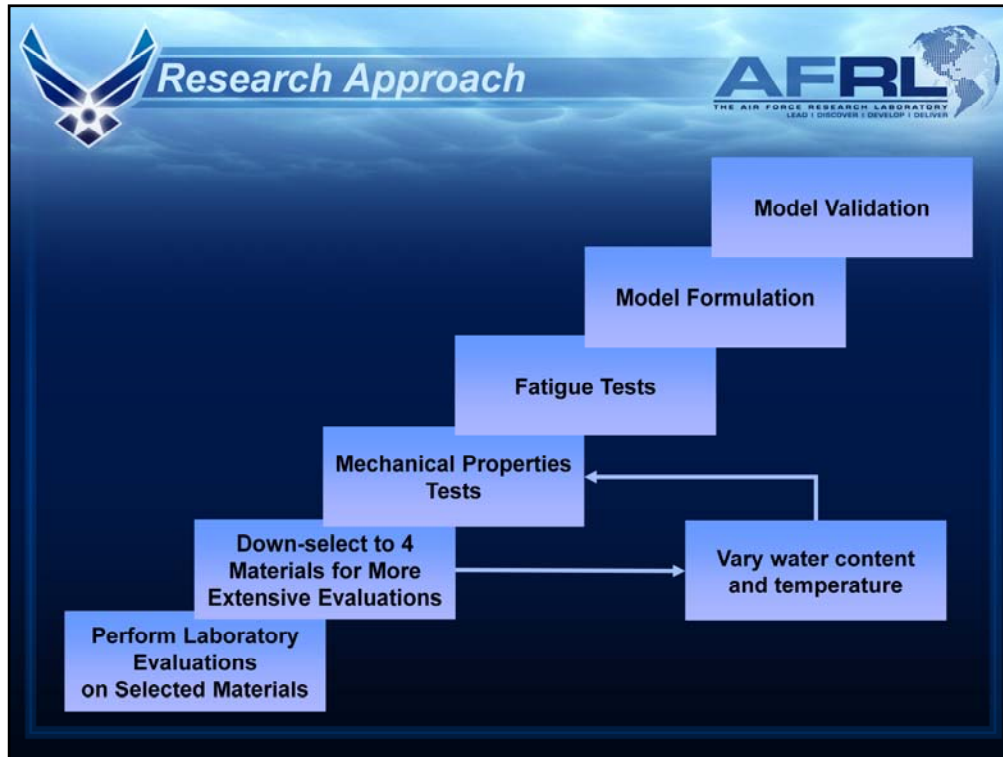 Research Approach
AFRL
THE AIR FORCE RESEARCH LABORATORY
LEAD | DISCOVER | DEVELOP | DELIVER
Model Validation
Model Formulation
Fatigue Tests
Mechanical Properties
Tests
Down-select to 4
Materials for More
Extensive Evaluations
Vary water content
and temperature
Perform Laboratory
Evaluations
on Selected Materials